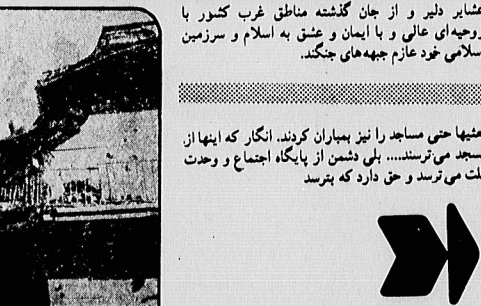 عشایر دلیر و از جان گذشته مناطق غرب کشور با
روحیه‌ای عالی و با ایمان و عشق به اسلام و سرزمین
اسلامی خود عازم جبهه‌های جنگند.
بعثیها حتی مساجد را نیز بمباران کردند. انگار که اینها از
مسجد می‌ترسند.... بلی دشمن از پایگاه اجتماع و وحدت
ملت می‌ترسد و حق دارد که بترسد